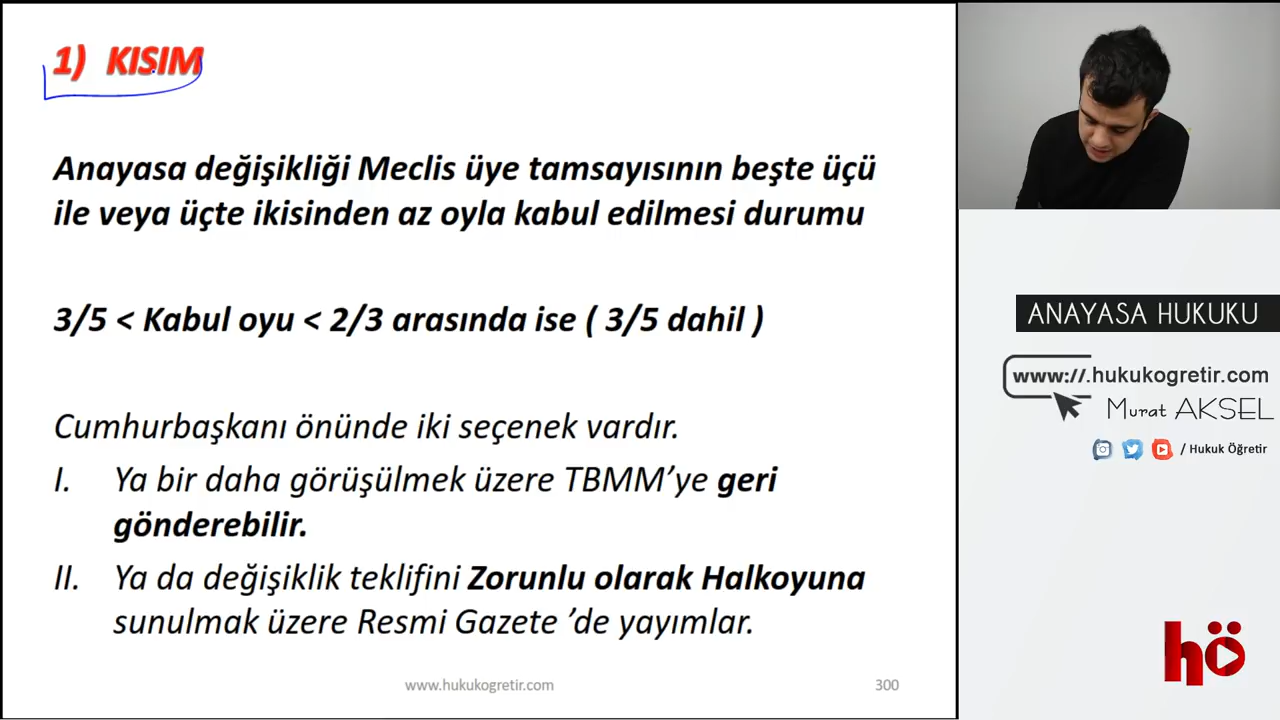 1) KISIM
Anayasa değişikliği Meclis üye tamsayısının beşte üçü
ile veya üçte ikisinden az oyla kabul edilmesi durumu
3/5 < Kabul oyu < 2/3 arasında ise ( 3/5 dahil )
Cumhurbaşkanı önünde iki seçenek vardır.
I. Ya bir daha görüşülmek üzere TBMM’ye geri
gönderebilir.
II. Ya da değişiklik teklifini Zorunlu olarak Halkoyuna
sunulmak üzere Resmi Gazete ’de yayımlar.
www.hukukogretir.com
300
ANAYASA HUKUKU
www://.hukukogretir.com
Murat AKSEL
/ Hukuk Öğretir
hö